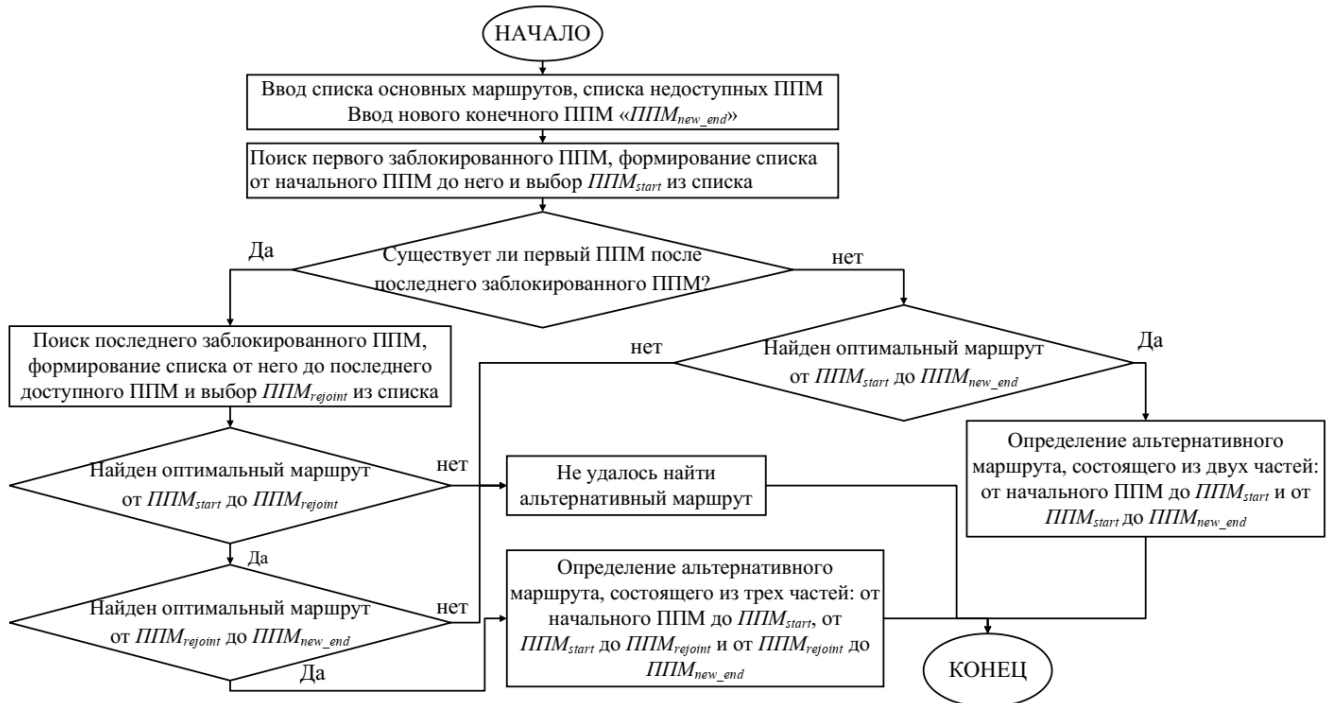 НАЧАЛО
Ввод списка основных маршрутов, списка недоступных ППМ
Ввод нового конечного ППМ «ППМnew_end»
Поиск первого заблокированного ППМ, формирование списка
от начального ППМ до него и выбор ППМstart из списка
Да
Существует ли первый ППМ после
последнего заблокированного ППМ?
нет
Поиск последнего заблокированного ППМ,
формирование списка от него до последнего
доступного ППМ и выбор ППМrejoint из списка
нет
Найден оптимальный маршрут
от ППМstart до ППМnew_end
Да
Найден оптимальный маршрут
от ППМstart до ППМrejoint
нет
Не удалось найти
альтернативный маршрут
Определение альтернативного
маршрута, состоящего из двух частей:
от начального ППМ до ППМstart и от
ППМstart до ППМnew_end
Да
Найден оптимальный маршрут
от ППМrejoint до ППМnew_end
нет
Да
Определение альтернативного
маршрута, состоящего из трех частей: от
начального ППМ до ППМstart, от
ППМstart до ППМrejoint и от ППМrejoint до
ППМnew_end
КОНЕЦ